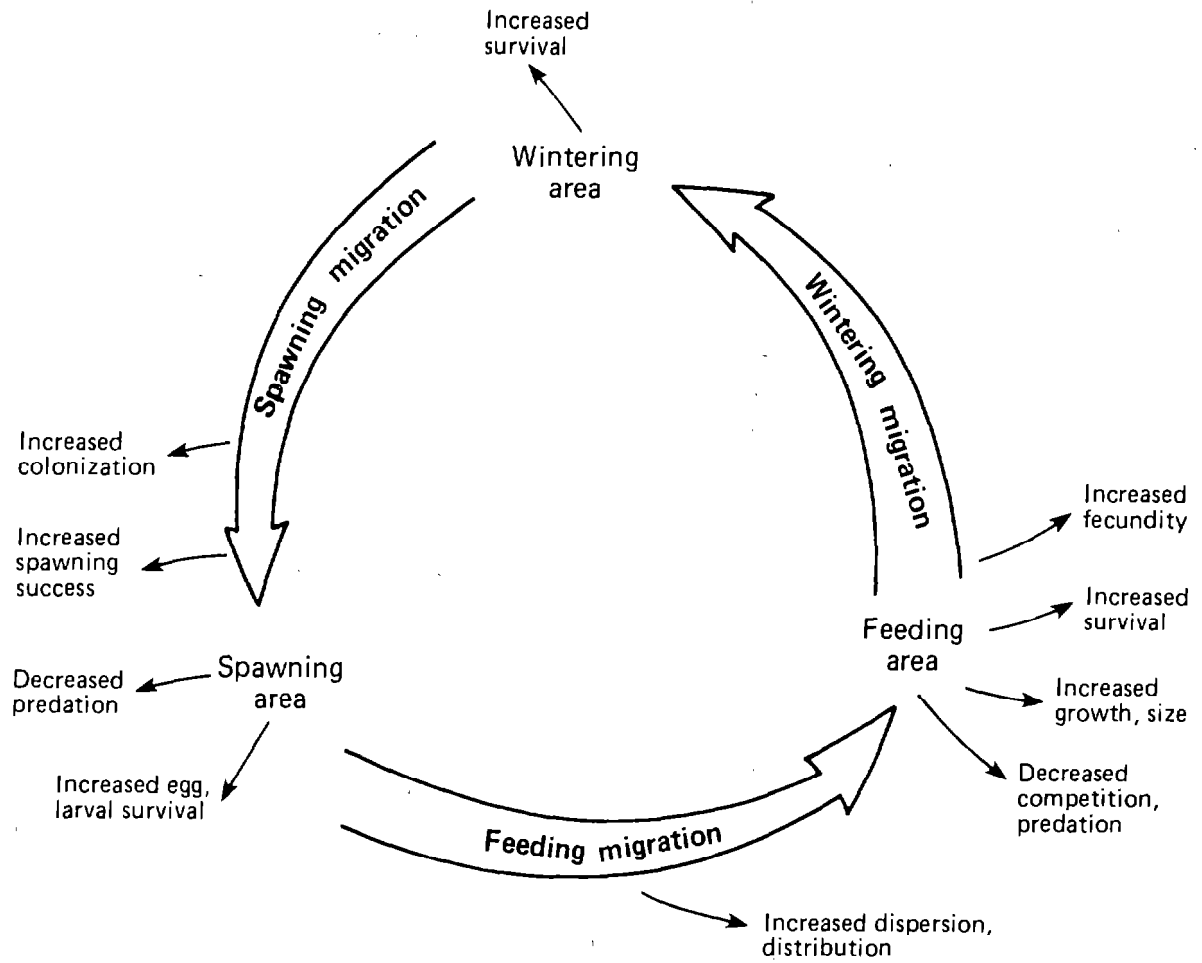 Increased
survival
Wintering
area
Spawning migration
Wintering migration
Increased
colonization
Increased
spawning
success
Decreased
predation
Spawning
area
Increased egg,
larval survival
Feeding migration
Increased dispersion,
distribution
Feeding
area
Increased
fecundity
Increased
survival
Increased
growth, size
Decreased
competition,
predation